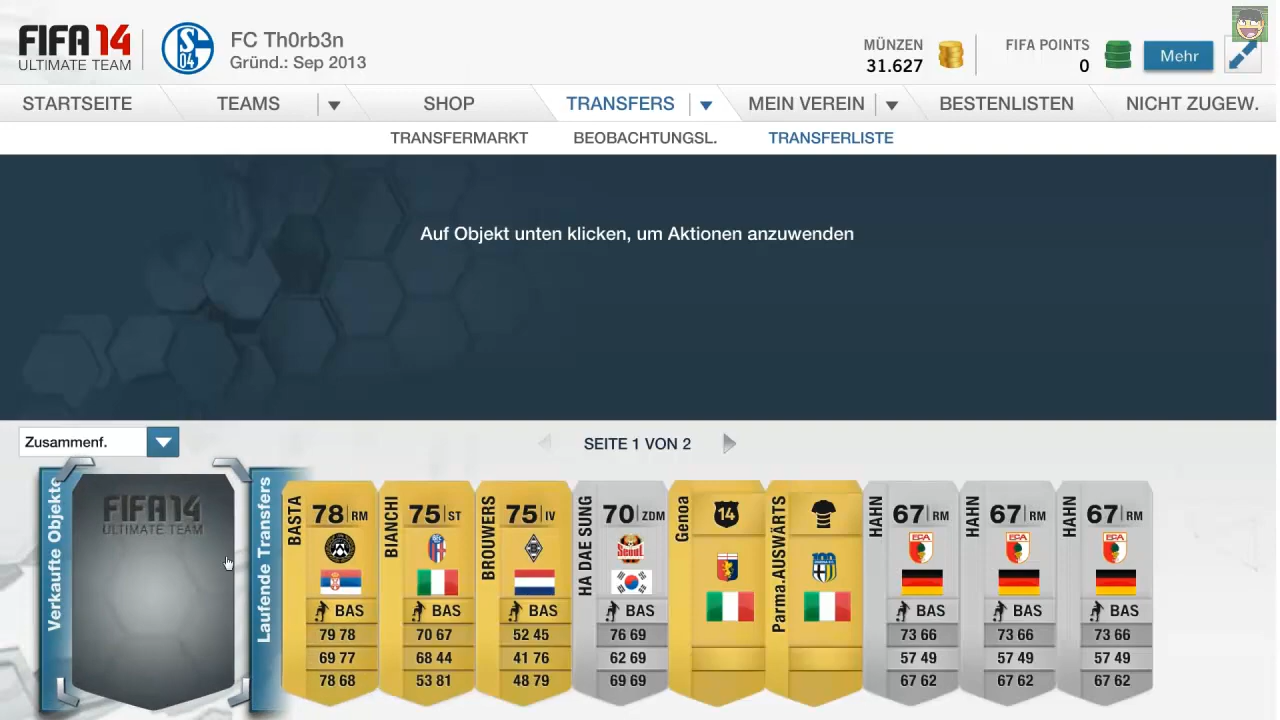 FIFA 14
ULTIMATE TEAM
S 04
FC Th0rb3n
Gründ.: Sep 2013
MÜNZEN
31.627
FIFA POINTS
0
Mehr
STARTSEITE
TEAMS
SHOP
TRANSFERS
MEIN VEREIN
BESTENLISTEN
NICHT ZUGEW.
TRANSFERMARKT
BEOBACHTUNGSL.
TRANSFERLISTE
Auf Objekt unten klicken, um Aktionen anzuwenden
Zusammenf.
SEITE 1 VON 2
Verkaufte Objekte
FIFA 14
ULTIMATE TEAM
Laufende Transfers
BASTA
78 RM
BAS
79 78
69 77
78 68
BIANCHI
75 ST
BAS
70 67
68 44
53 81
BROUWERS
75 IV
BAS
52 45
41 76
48 79
HA DAE SUNG
70 ZDM
Seoul
BAS
76 69
62 69
69 69
Genoa
14
Parma.AUSWÄRTS
HAHN
67 RM
FCA
BAS
73 66
57 49
67 62
HAHN
67 RM
FCA
BAS
73 66
57 49
67 62
HAHN
67 RM
FCA
BAS
73 66
57 49
67 62